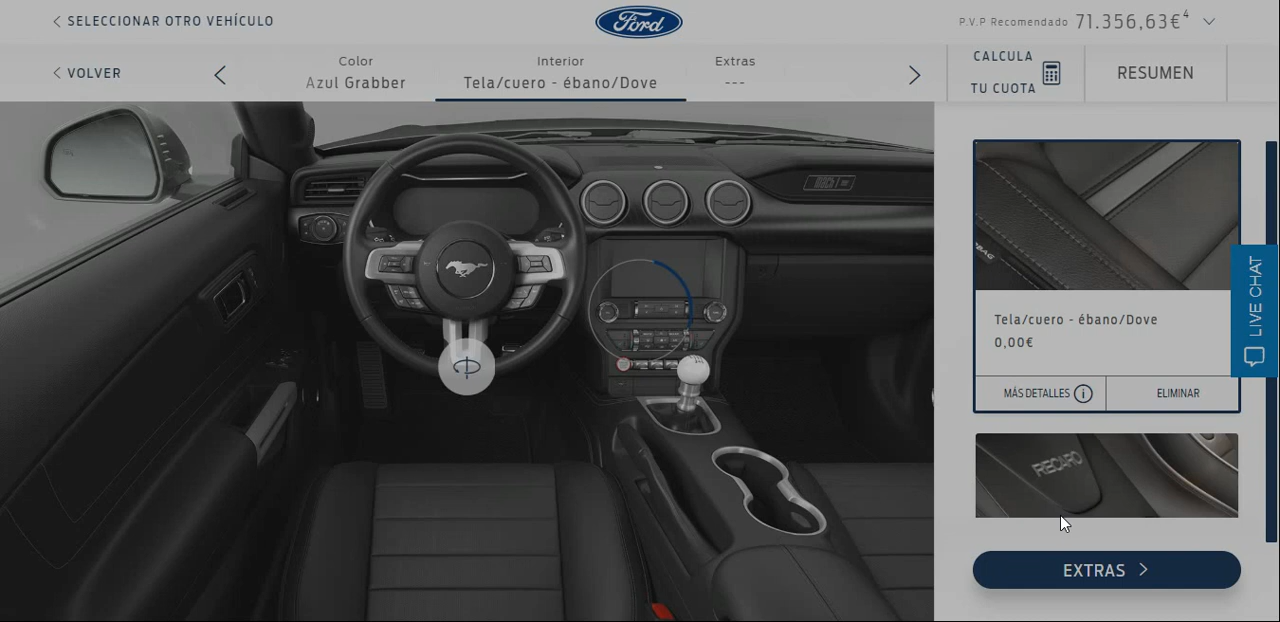 SELECCIONAR OTRO VEHÍCULO
Ford
P.V.P Recomendado 71.356,63€4
VOLVER
Color
Azul Grabber
Interior
Tela/cuero - ébano/Dove
Extras
---
CALCULA
TU CUOTA
RESUMEN
Tela/cuero - ébano/Dove
0,00€
MÁS DETALLES i
ELIMINAR
LIVE CHAT
RECARO
EXTRAS